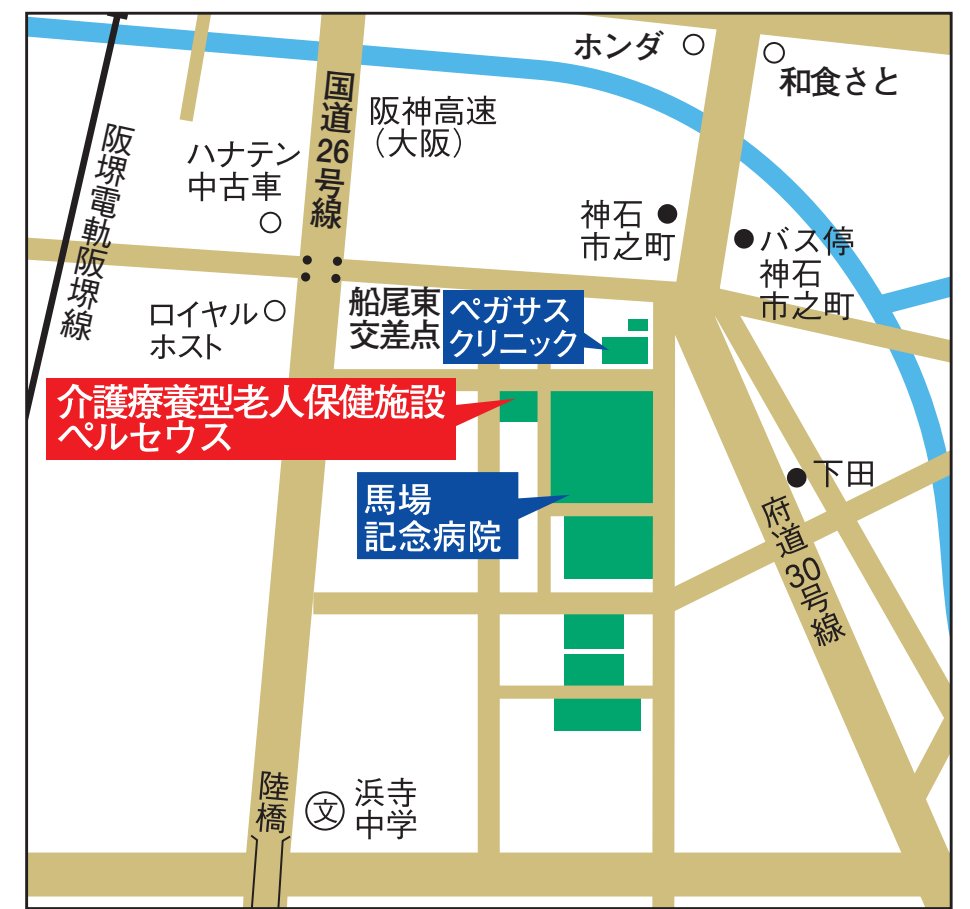 ホンダ
和食さと
国道26号線
阪神高速
（大阪）
阪堺電軌阪堺線
ハナテン
中古車
神石
市之町
バス停
神石
市之町
船尾東
交差点
ロイヤル
ホスト
ペガサス
クリニック
介護療養型老人保健施設
ペルセウス
馬場
記念病院
下田
府道30号線
陸橋
文
浜寺
中学